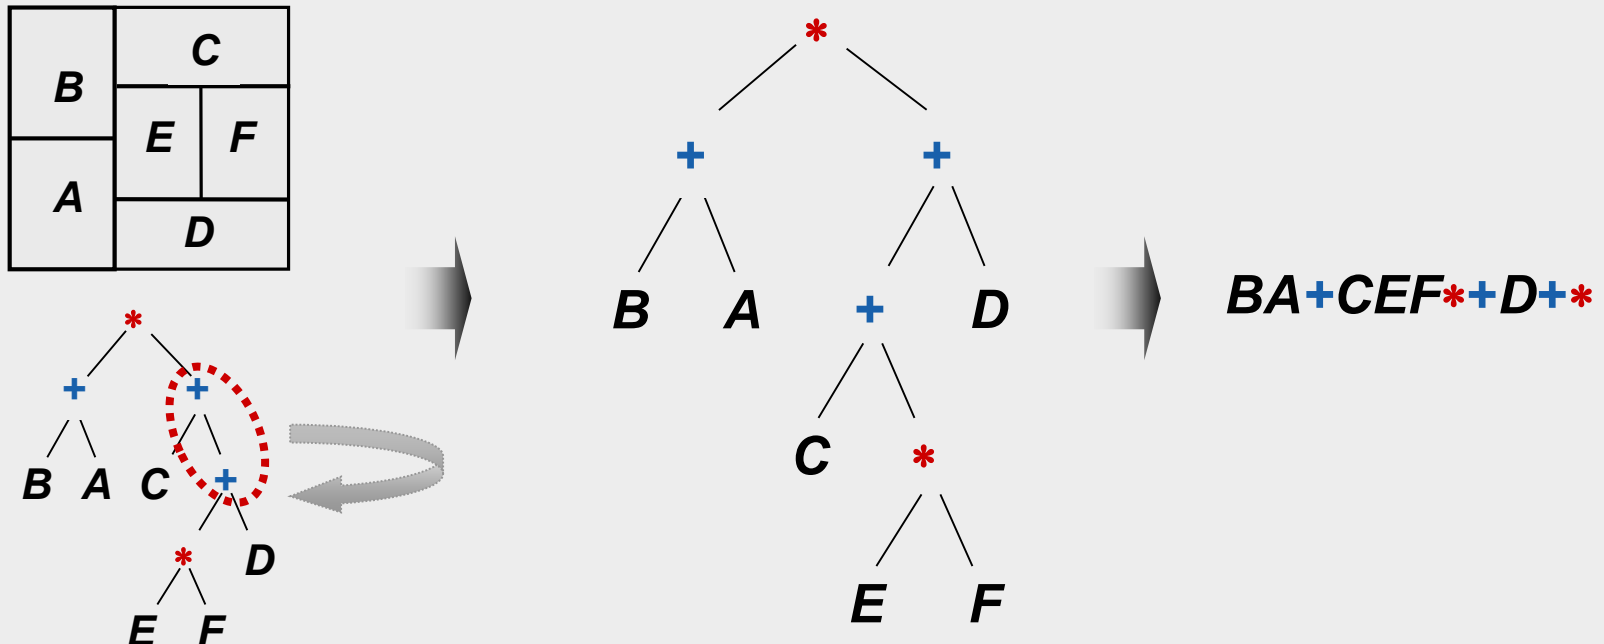 B
C
E F
A
D
*
+ +
B A C +
* D
E F
*
+ +
B A + D
C *
E F
BA+CEF*+D+*